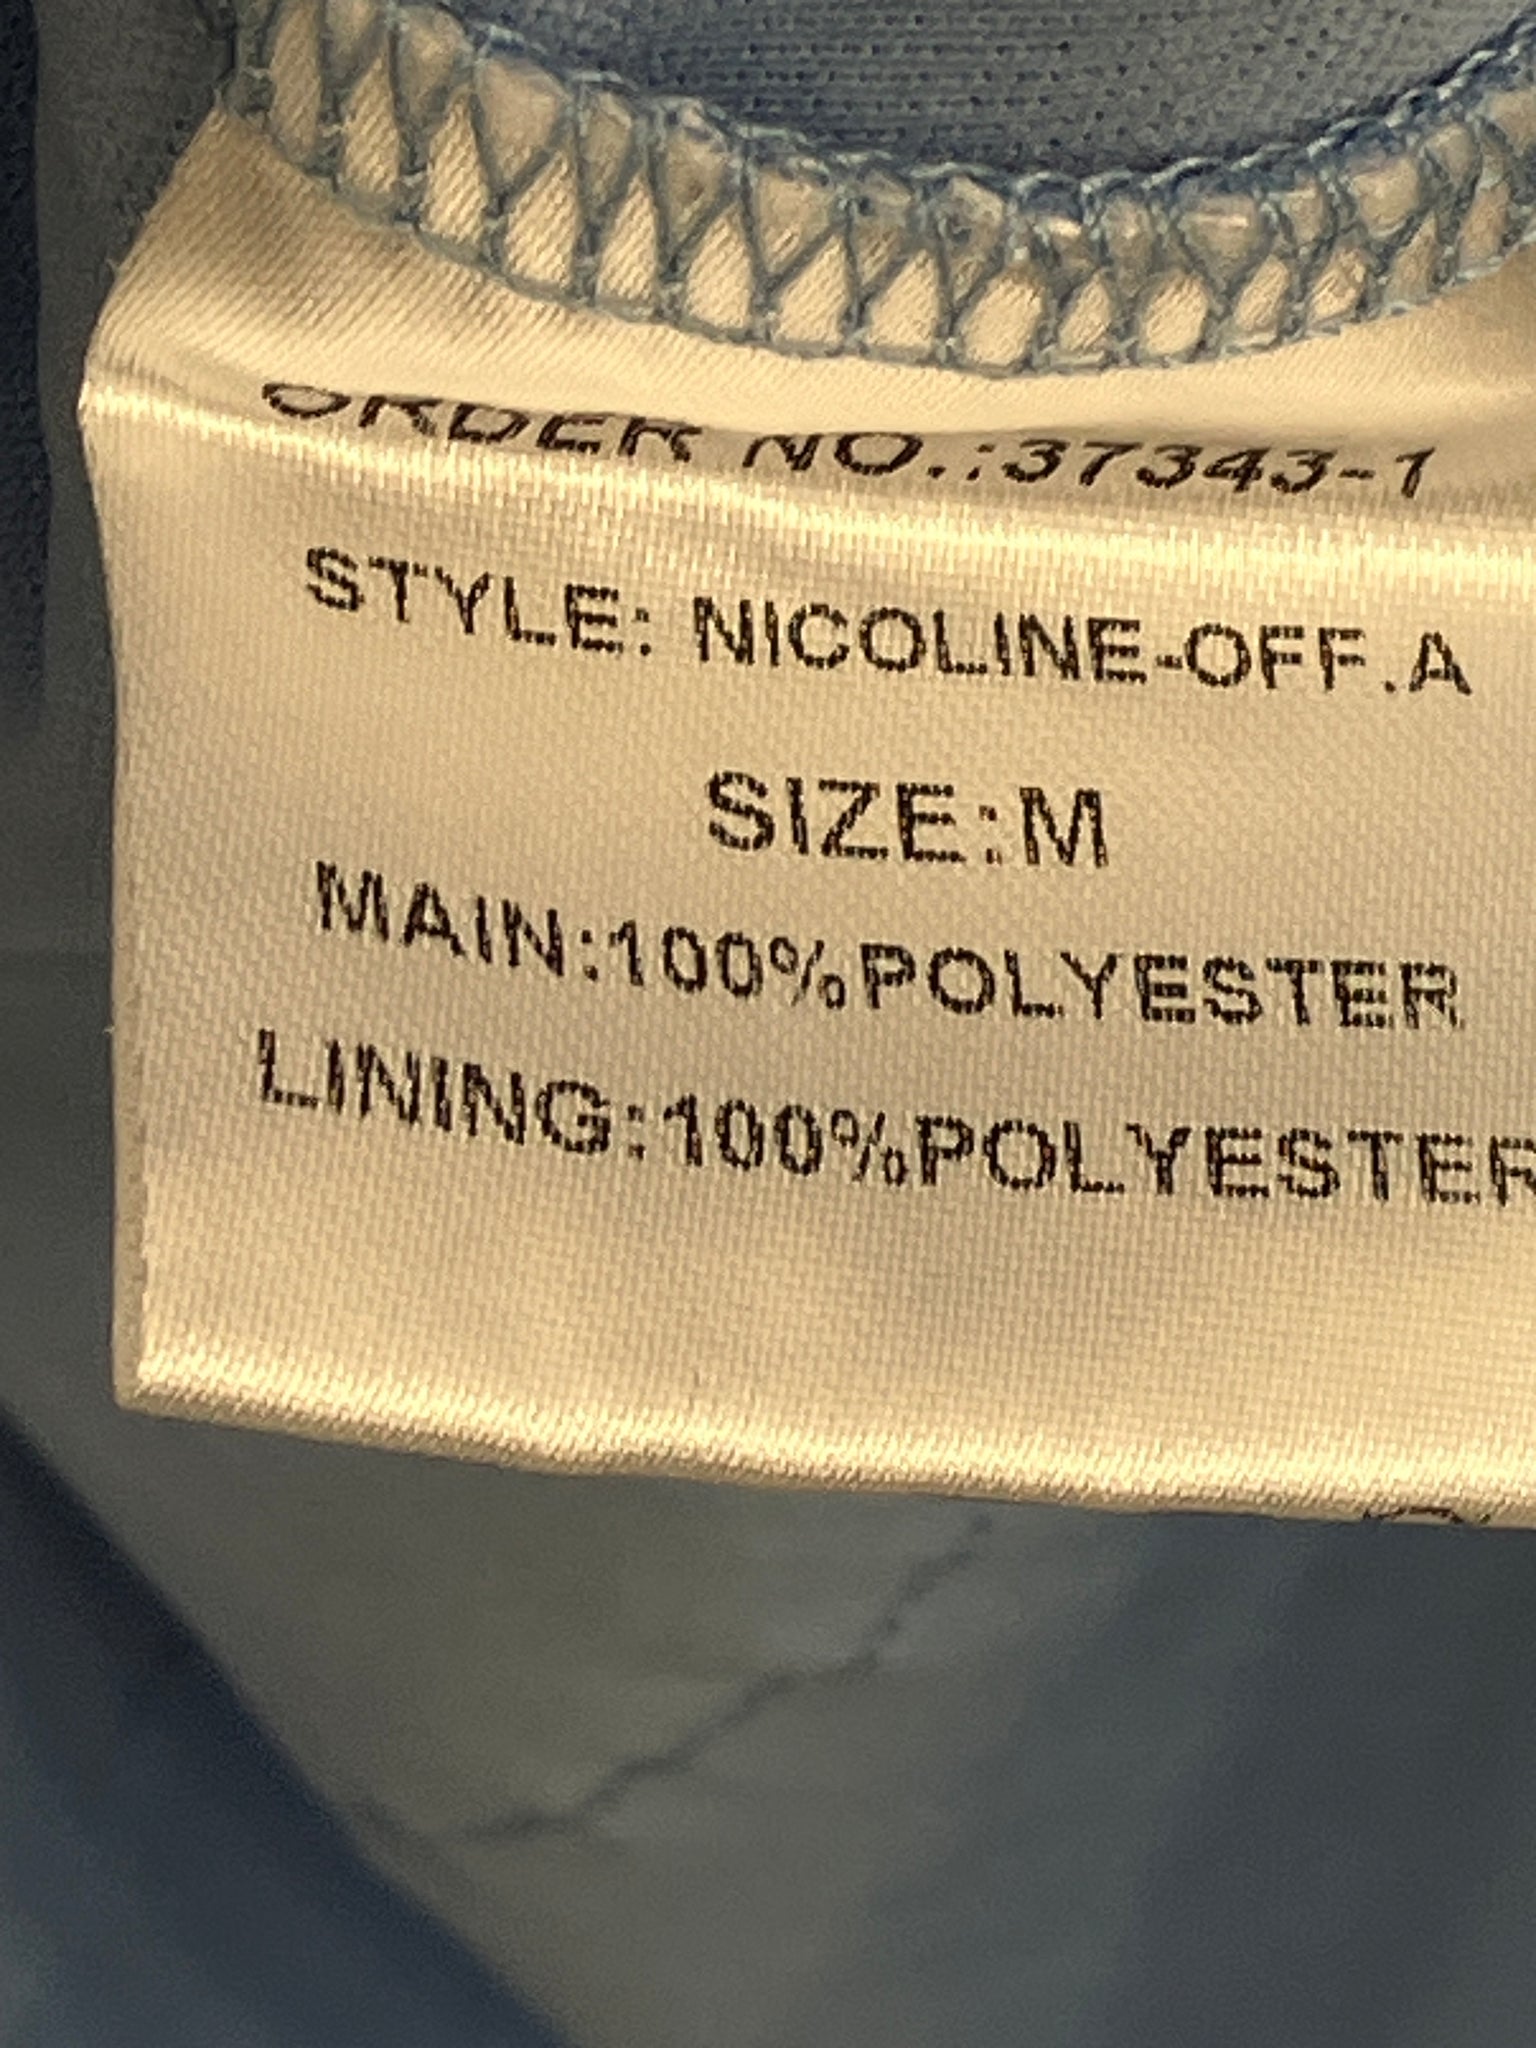 ORDER NO.:37343-1
STYLE: NICOLINE-OFF.A
SIZE:M
MAIN:100%POLYESTER
LINING:100%POLYESTER